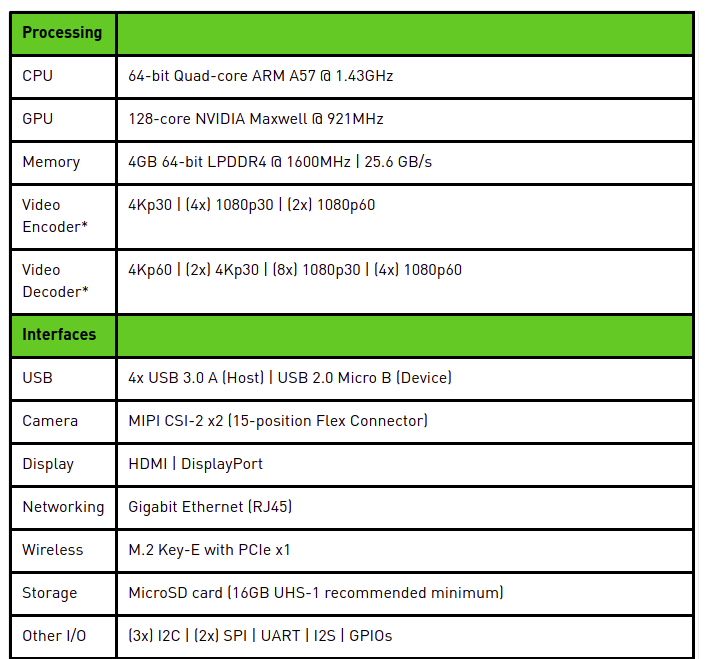 Processing
CPU 64-bit Quad-core ARM A57 @ 1.43GHz
GPU 128-core NVIDIA Maxwell @ 921MHz
Memory 4GB 64-bit LPDDR4 @ 1600MHz | 25.6 GB/s
Video 4Kp30 | (4x) 1080p30 | (2x) 1080p60
Encoder*
Video 4Kp60 | (2x) 4Kp30 | (8x) 1080p30 | (4x) 1080p60
Decoder*
Interfaces
USB 4x USB 3.0 A (Host) | USB 2.0 Micro B (Device)
Camera MIPI CSI-2 x2 (15-position Flex Connector)
Display HDMI | DisplayPort
Networking Gigabit Ethernet (RJ45)
Wireless M.2 Key-E with PCIe x1
Storage MicroSD card (16GB UHS-1 recommended minimum)
Other I/O (3x) I2C | (2x) SPI | UART | I2S | GPIOs